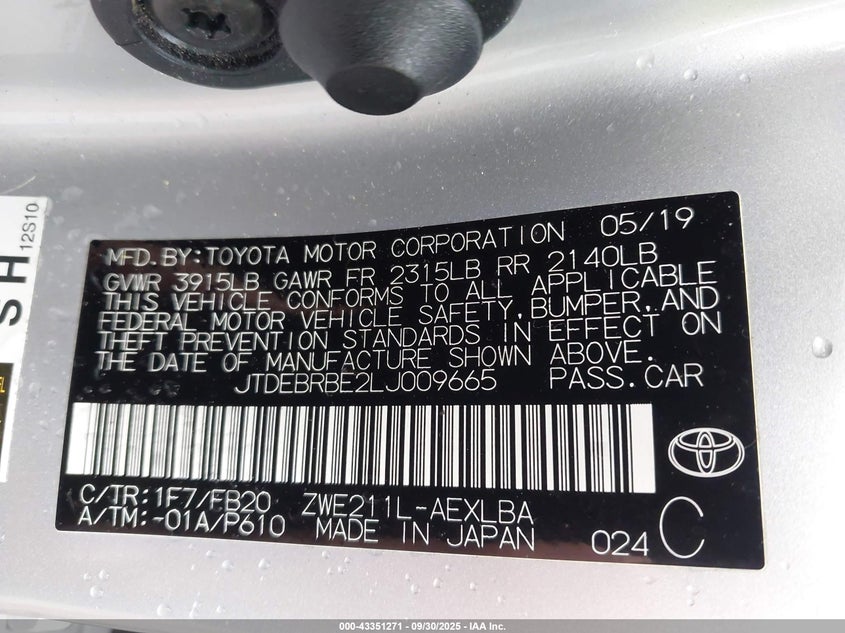 12S10
SH
MFD.BY:TOYOTA MOTOR CORPORATION 05/19
GVWR 3915LB GAWR FR 2315LB RR 2140LB
THIS VEHICLE CONFORMS TO ALL APPLICABLE
FEDERAL MOTOR VEHICLE SAFETY,BUMPER,AND
THEFT PREVENTION STANDARDS IN EFFECT ON
THE DATE OF MANUFACTURE SHOWN ABOVE.
JTDEBRBE2LJ009665 PASS.CAR
C/TR:1F7/FB20 ZWE211L-AEXLBA
A/TM:-01A/P610 MADE IN JAPAN 024 C
000-43351271 - 09/30/2025 - IAA Inc.